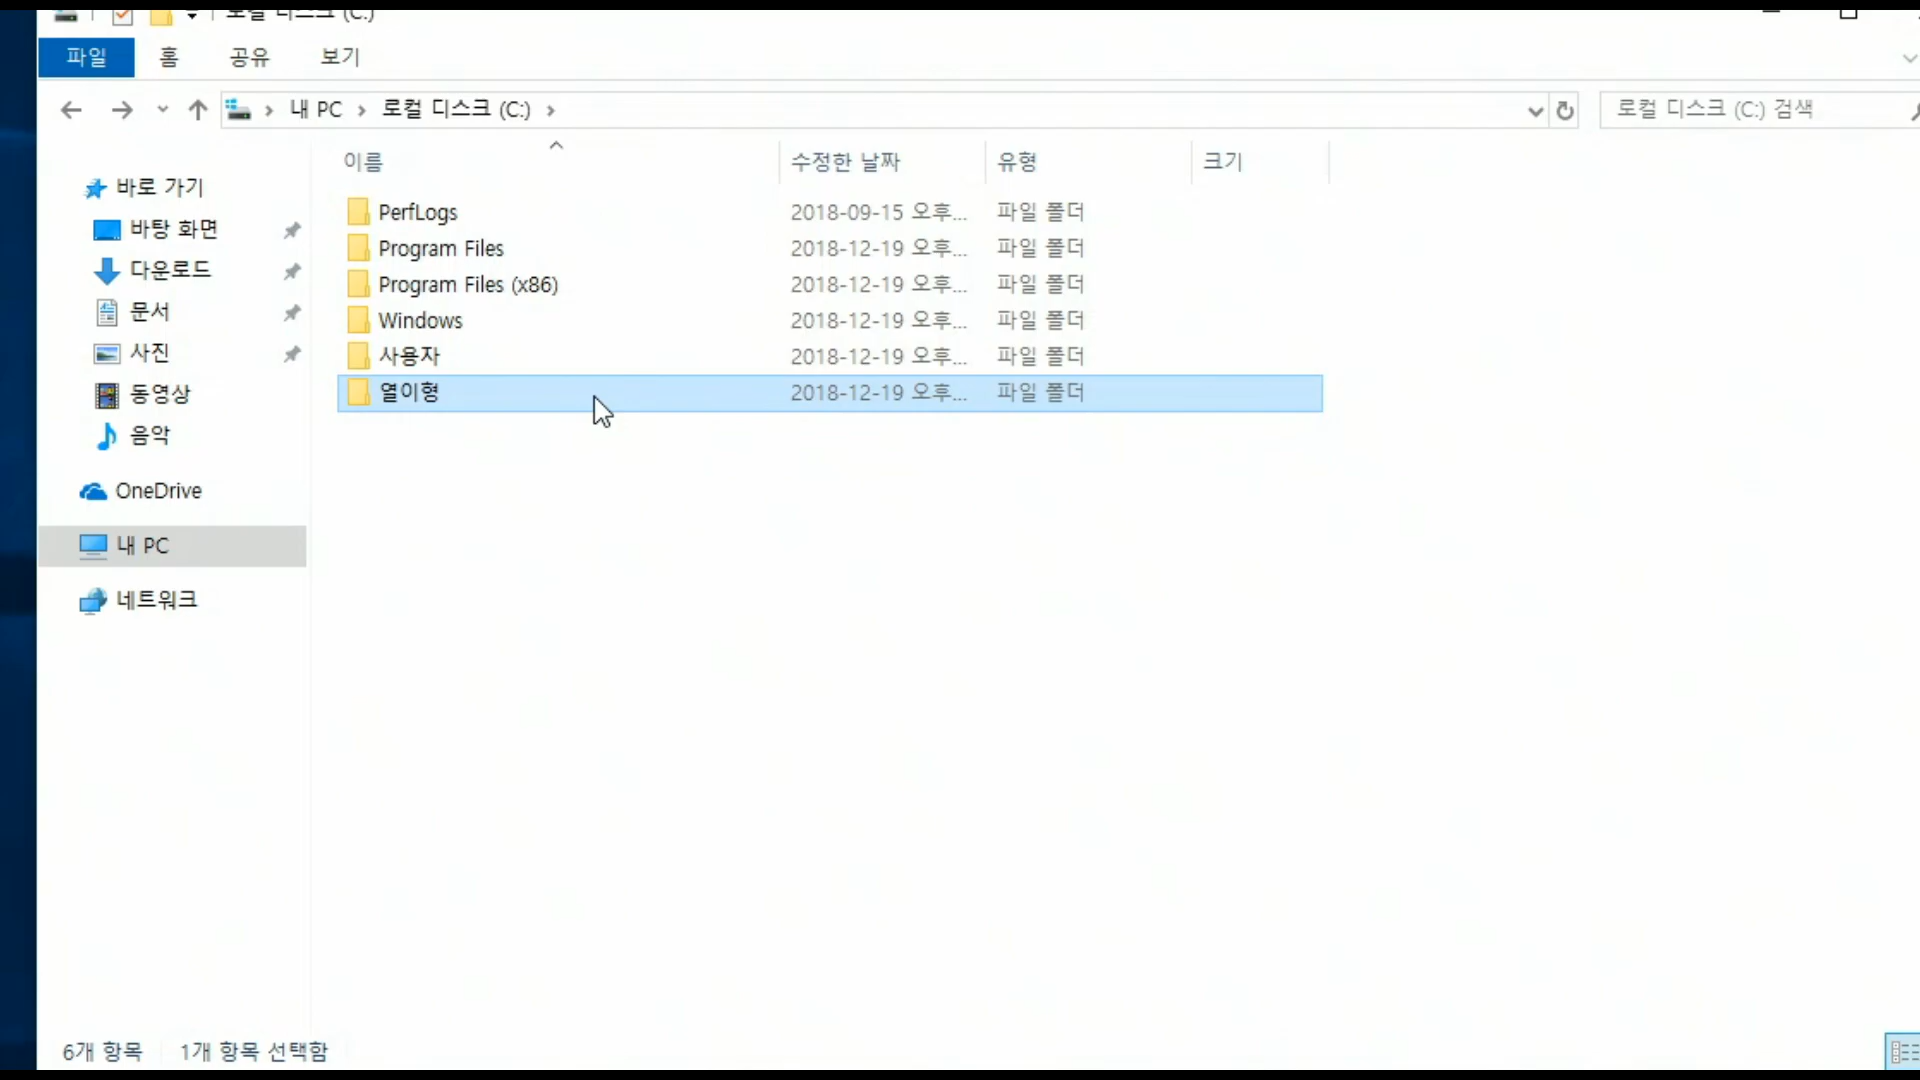 로컬 디스크 (C:)
파일 홈 공유 보기
내 PC 로컬 디스크 (C:)
로컬 디스크 (C:) 검색
이름 수정한 날짜 유형 크기
바로 가기
바탕 화면
다운로드
문서
사진
동영상
음악
OneDrive
내 PC
네트워크
PerfLogs 2018-09-15 오후... 파일 폴더
Program Files 2018-12-19 오후... 파일 폴더
Program Files (x86) 2018-12-19 오후... 파일 폴더
Windows 2018-12-19 오후... 파일 폴더
사용자 2018-12-19 오후... 파일 폴더
열이형 2018-12-19 오후... 파일 폴더
6개 항목 1개 항목 선택함